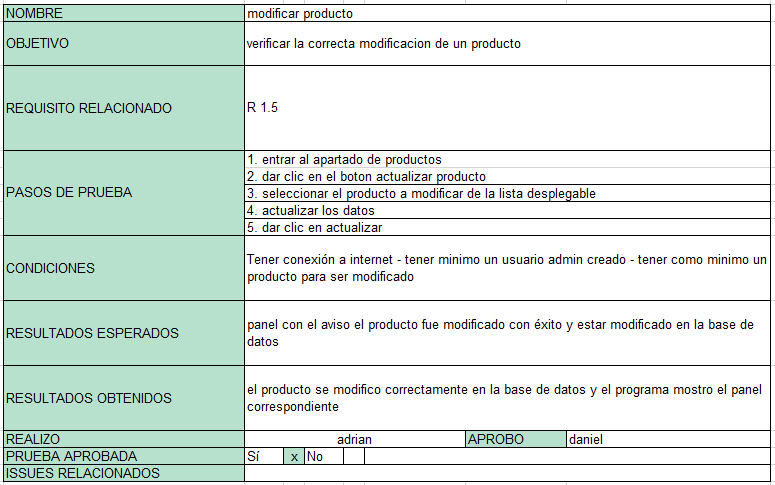 NOMBRE modificar producto
OBJETIVO verificar la correcta modificacion de un producto
REQUISITO RELACIONADO R 1.5
PASOS DE PRUEBA
1. entrar al apartado de productos
2. dar clic en el boton actualizar producto
3. seleccionar el producto a modificar de la lista desplegable
4. actualizar los datos
5. dar clic en actualizar
CONDICIONES
Tener conexión a internet - tener minimo un usuario admin creado - tener como minimo un
producto para ser modificado
RESULTADOS ESPERADOS
panel con el aviso el producto fue modificado con éxito y estar modificado en la base de
datos
RESULTADOS OBTENIDOS
el producto se modifico correctamente en la base de datos y el programa mostro el panel
correspondiente
REALIZO adrian APROBO daniel
PRUEBA APROBADA Sí x No
ISSUES RELACIONADOS